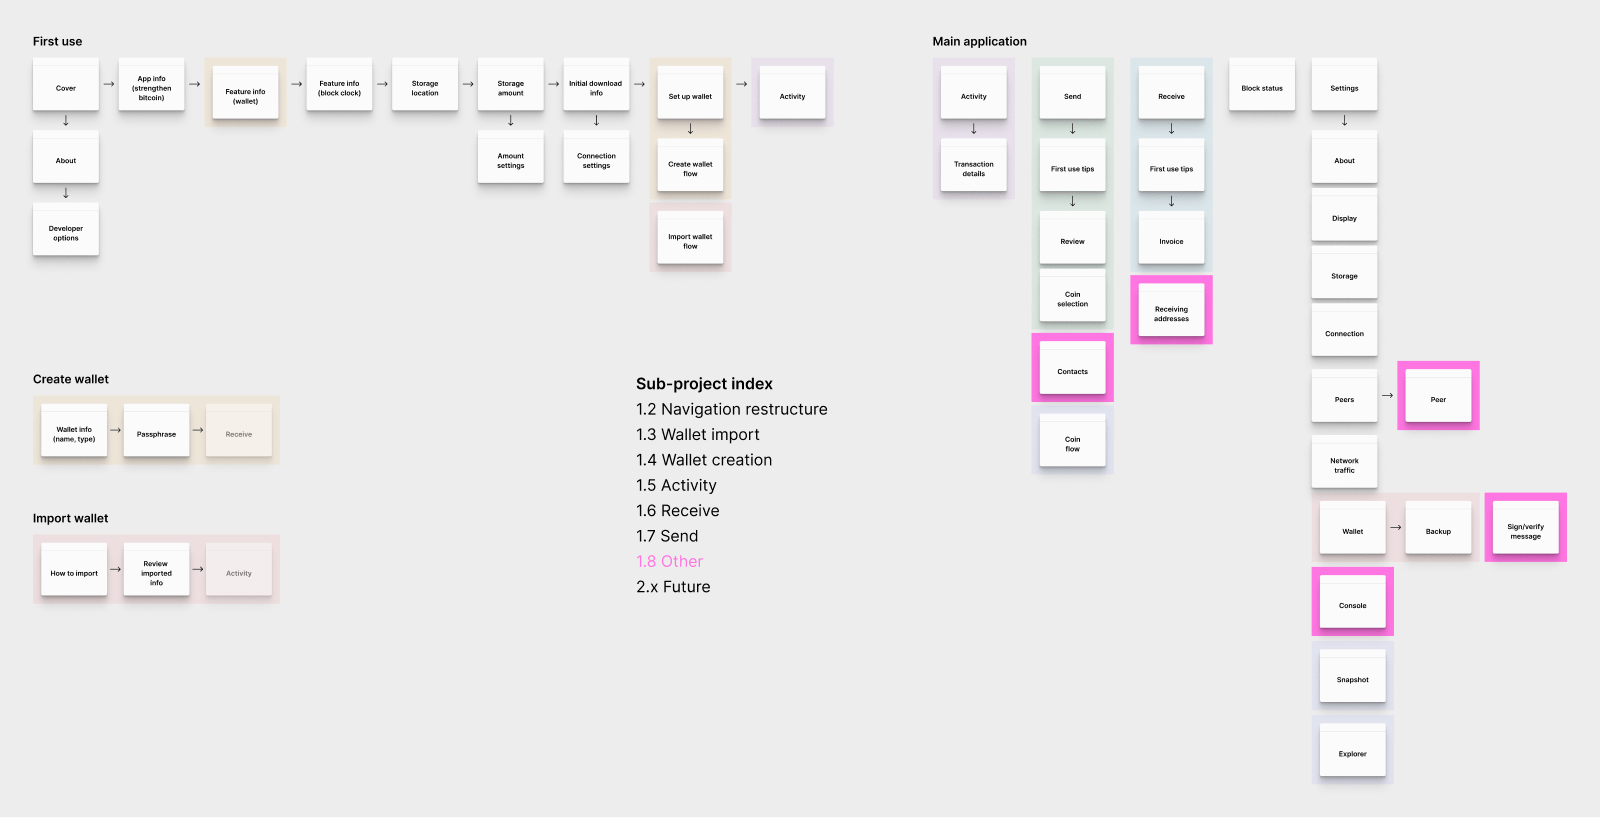 First use
Cover
App info
(strengthen
bitcoin)
Feature info
(wallet)
Feature info
(block clock)
Storage
location
Storage
amount
Initial download
info
Set up wallet
Activity
About
Amount
settings
Connection
settings
Create wallet
flow
Developer
options
Import wallet
flow
Create wallet
Wallet info
(name, type)
Passphrase
Receive
Import wallet
How to import
Review
imported
info
Activity
Sub-project index
1.2 Navigation restructure
1.3 Wallet import
1.4 Wallet creation
1.5 Activity
1.6 Receive
1.7 Send
1.8 Other
2.x Future
Main application
Activity
Transaction
details
Send
First use tips
Review
Coin
selection
Contacts
Coin
flow
Receive
First use tips
Invoice
Receiving
addresses
Block status
Settings
About
Display
Storage
Connection
Peers
Peer
Network
traffic
Wallet
Backup
Sign/verify
message
Console
Snapshot
Explorer